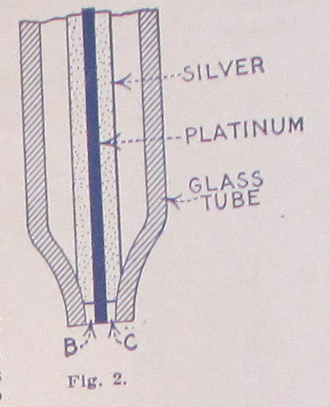 SILVER
PLATINUM
GLASS
TUBE
B C
Fig. 2.